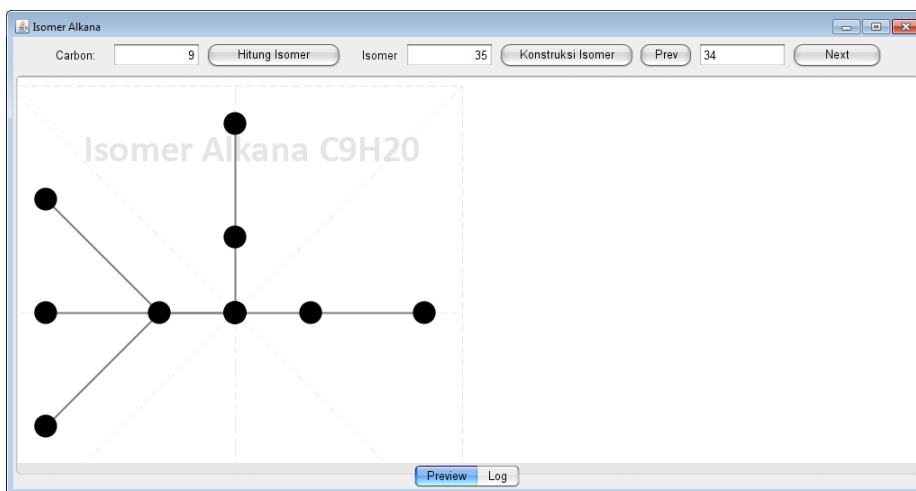 Isomer Alkana
Carbon: 9 Hitung Isomer Isomer 35 Konstruksi Isomer Prev 34 Next
Isomer Alkana C9H20
Preview Log